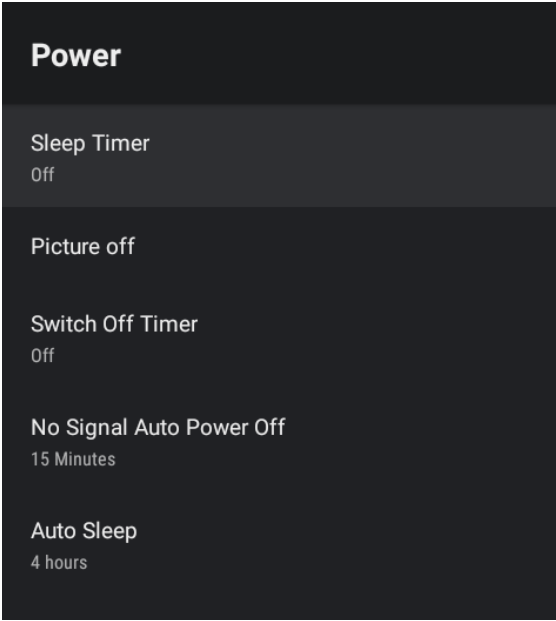 Power
Sleep Timer
Off
Picture off
Switch Off Timer
Off
No Signal Auto Power Off
15 Minutes
Auto Sleep
4 hours